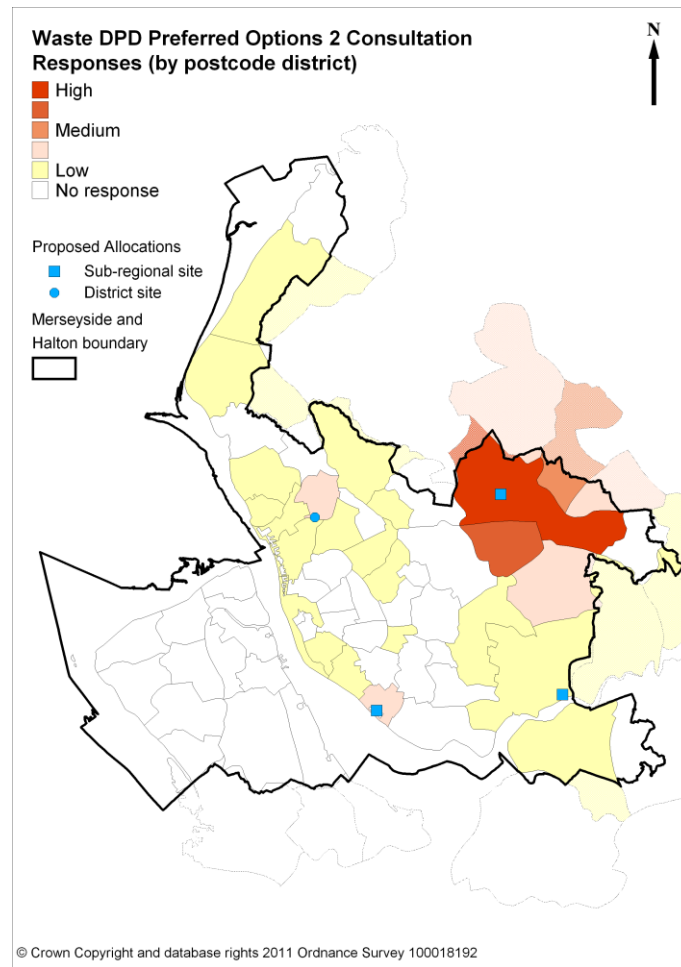 Waste DPD Preferred Options 2 Consultation
Responses (by postcode district)
High
Medium
Low
No response
Proposed Allocations
Sub-regional site
District site
Merseyside and
Halton boundary
N
© Crown Copyright and database rights 2011 Ordnance Survey 100018192